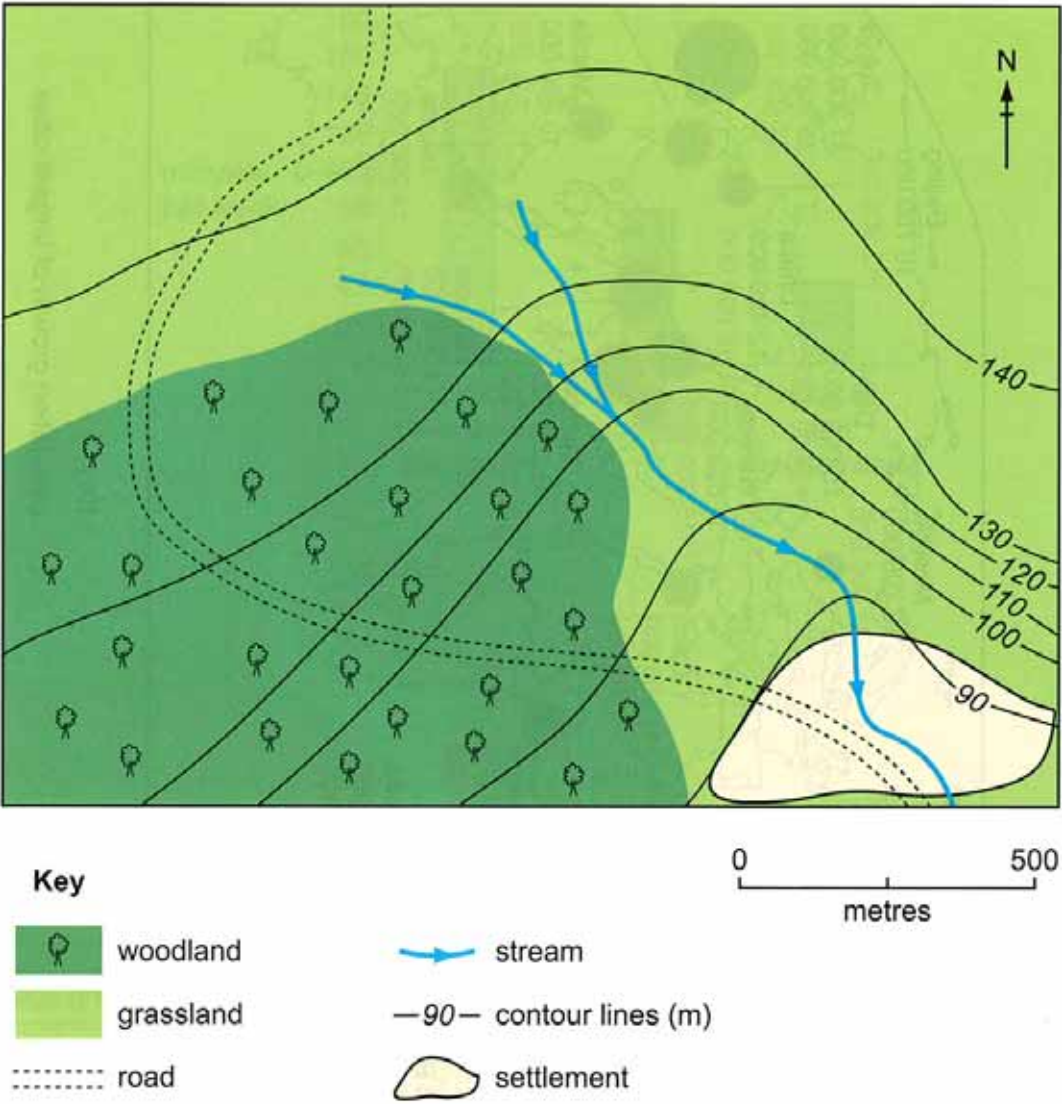 N
140
130
120
110
100
90
0 500
metres
Key
woodland
stream
grassland
—90— contour lines (m)
road
settlement